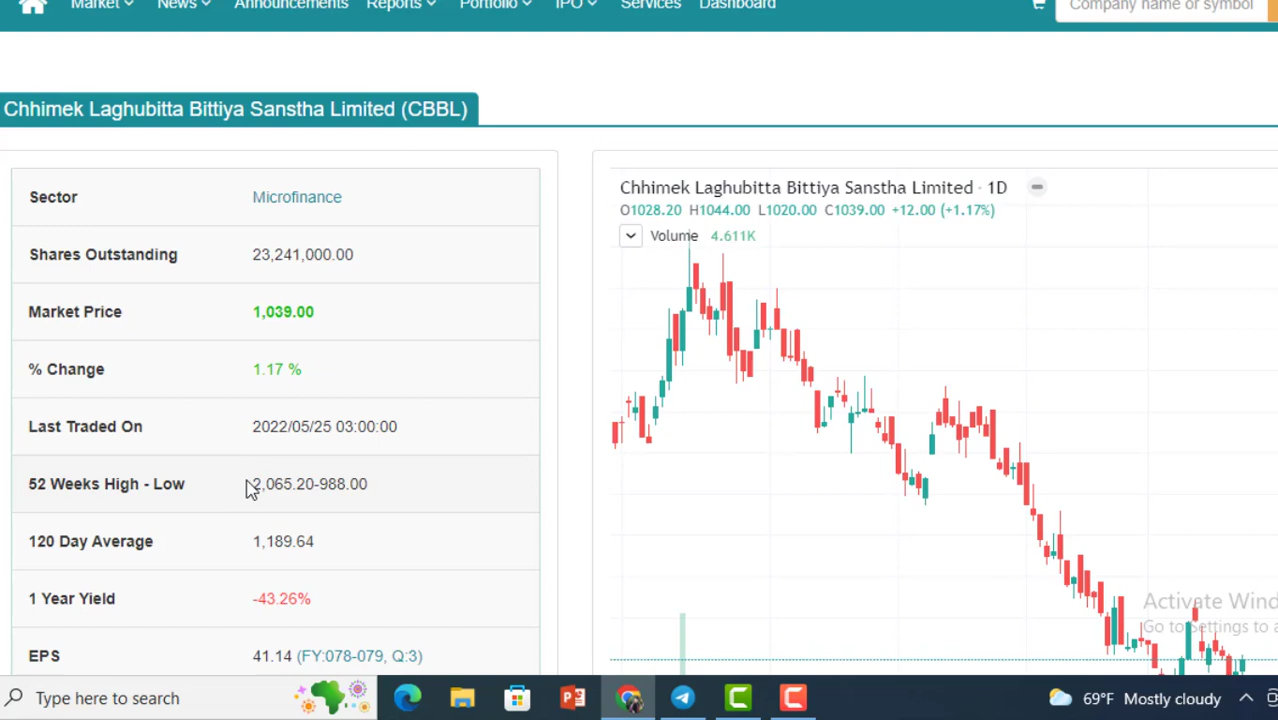 Market News Announcements Reports Portfolio IPO Services Dashboard Company name or symbol
Chhimek Laghubitta Bittiya Sanstha Limited (CBBL)
Sector Microfinance
Shares Outstanding 23,241,000.00
Market Price 1,039.00
% Change 1.17 %
Last Traded On 2022/05/25 03:00:00
52 Weeks High - Low 2,065.20-988.00
120 Day Average 1,189.64
1 Year Yield -43.26%
EPS 41.14 (FY:078-079, Q:3)
Chhimek Laghubitta Bittiya Sanstha Limited · 1D
O1028.20 H1044.00 L1020.00 C1039.00 +12.00 (+1.17%)
Volume 4.611K
Activate Wind
Go to Settings to a
Type here to search
69°F Mostly cloudy